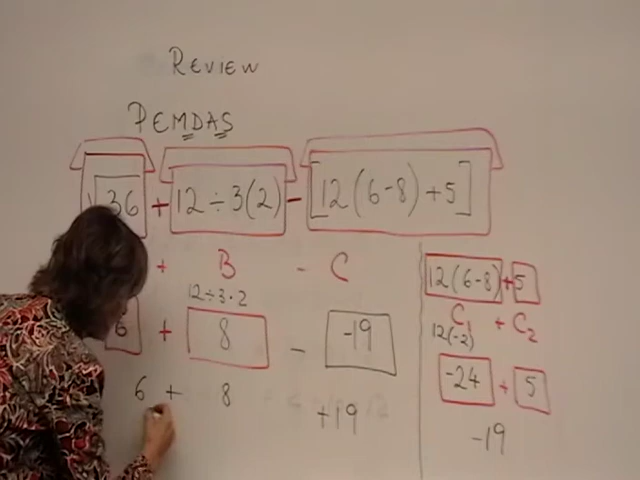 REVIEW
PEMDAS
√36 + 12÷3(2) - [12(6-8)+5]
+ B - C
12÷3·2
6 + 8 - -19
6 + 8 +19
12(6-8)+5
C1 + C2
12(-2)
-24 + 5
-19